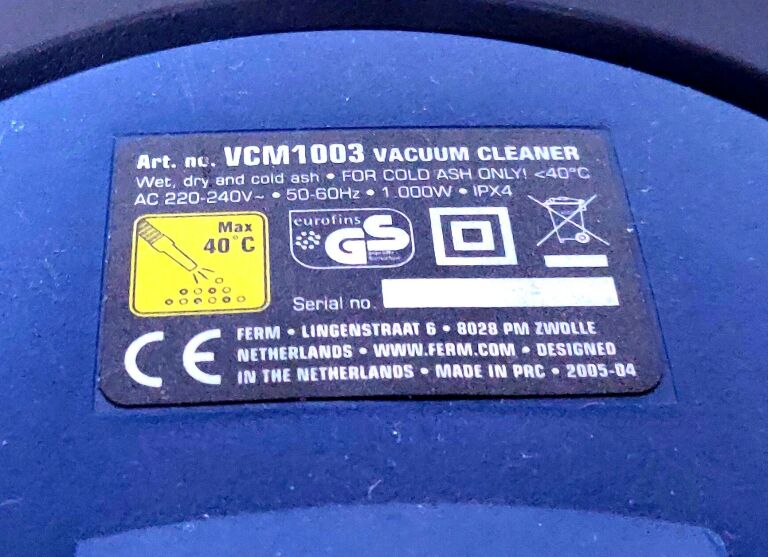 Art. no. VCM1003 VACUUM CLEANER
Wet, dry and cold ash • FOR COLD ASH ONLY! <40°C
AC 220-240V~ • 50-60Hz • 1.000W • IPX4
Max
40°C
eurofins
GS
Serial no.
CE
FERM • LINGENSTRAAT 6 • 8028 PM ZWOLLE
NETHERLANDS • WWW.FERM.COM • DESIGNED
IN THE NETHERLANDS • MADE IN PRC • 2005-04